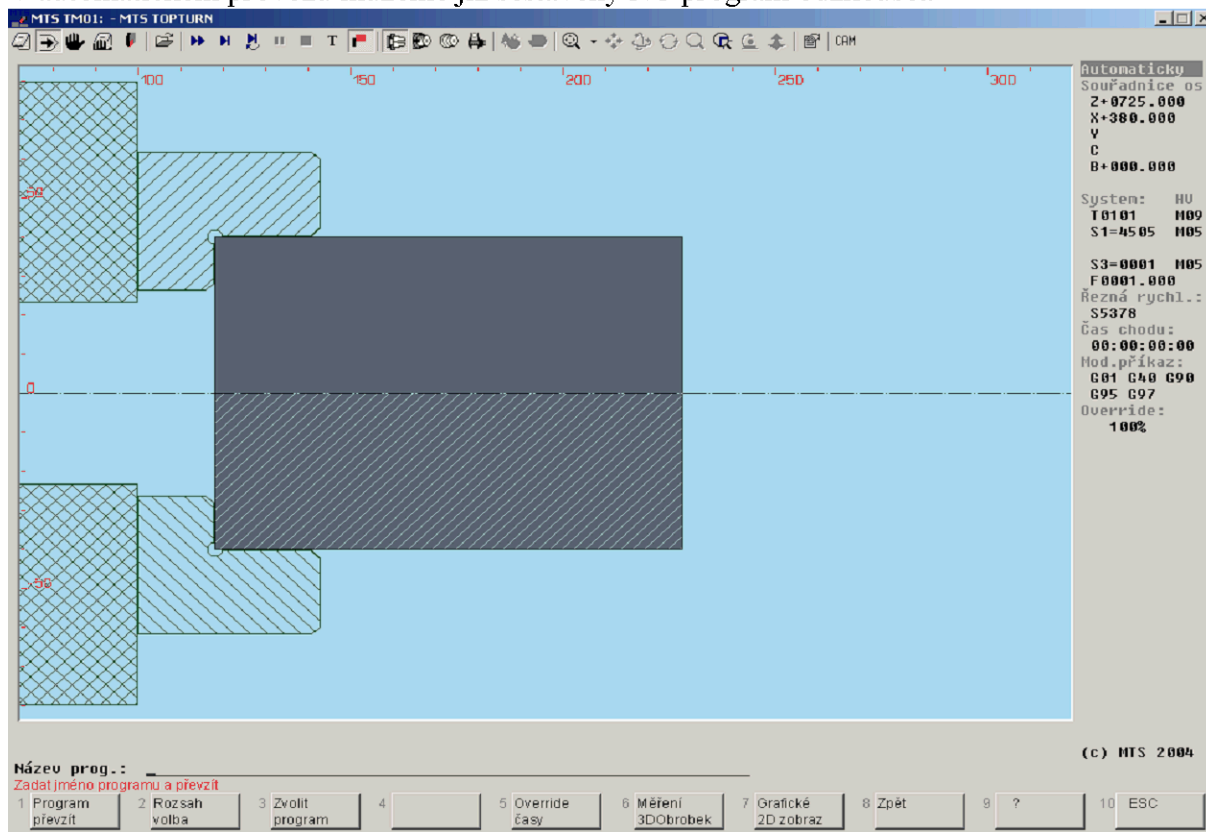 MTS TM01: - MTS TOPTURN
T
CAM
100 150 200 250 300
50
0
-50
Automaticky
Souřadnice os
Z+0725.000
X+380.000
Y
C
B+000.000
System: HV
T0101 M09
S1=4505 M05
S3=0001 M05
F0001.000
Řezná rychl.:
S5378
Čas chodu:
00:00:00:00
Mod.příkaz:
G01 G40 G90
G95 G97
Override:
100%
(c) MTS 2004
Název prog.: _
Zadat jméno programu a převzít
1 Program převzít
2 Rozsah volba
3 Zvolit program
4
5 Override časy
6 Měření 3DObrobek
7 Grafické 2D zobraz
8 Zpět
9 ?
10 ESC